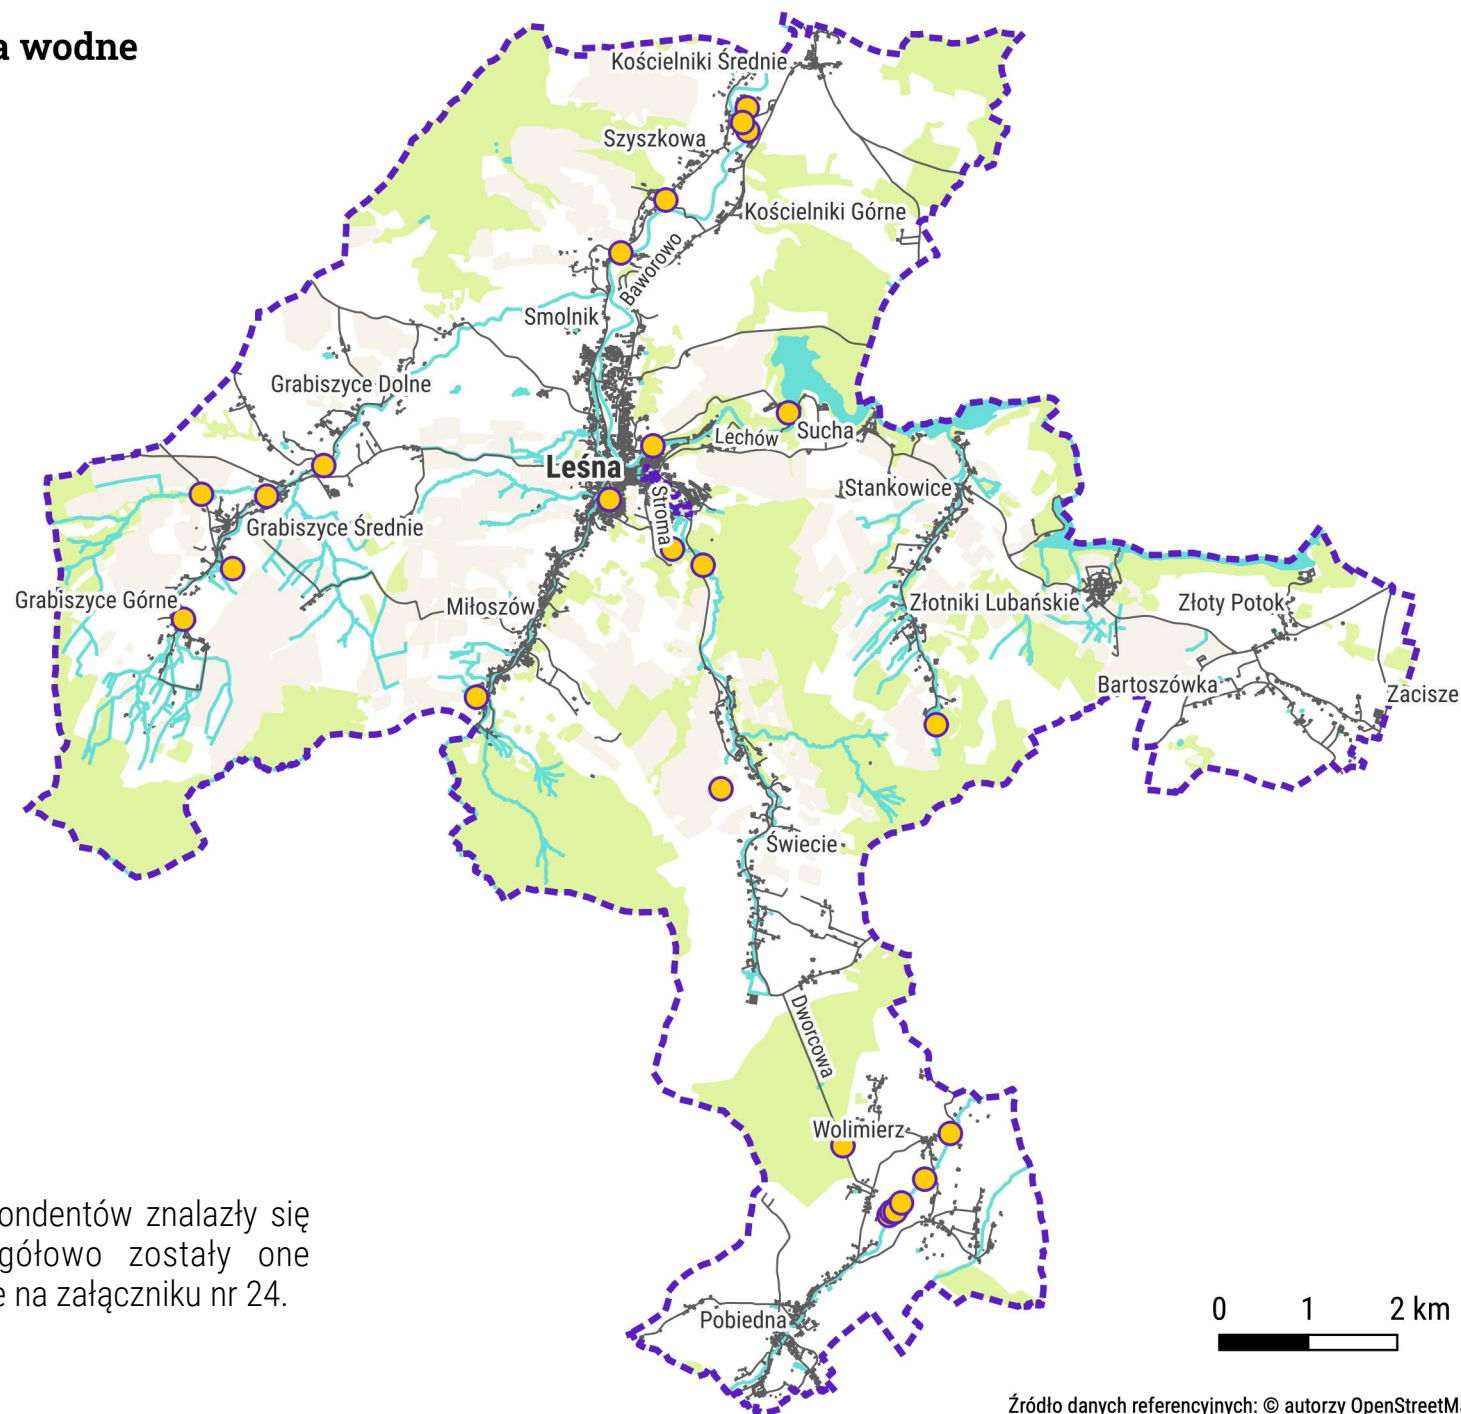 a wodne
Kościelniki Średnie
Szyszkowa
Kościelniki Górne
Baworowo
Smolnik
Grabiszyce Dolne
Lechów
Sucha
Leśna
Stankowice
Stroma
Grabiszyce Średnie
Grabiszyce Górne
Miłoszów
Złotniki Lubańskie
Złoty Potok
Bartoszówka
Zacisze
Świecie
Dworcowa
Wolimierz
ondentów znalazły się
gółowo zostały one
e na załączniku nr 24.
Pobiedna
0 1 2 km
Źródło danych referencyjnych: © autorzy OpenStreetMa